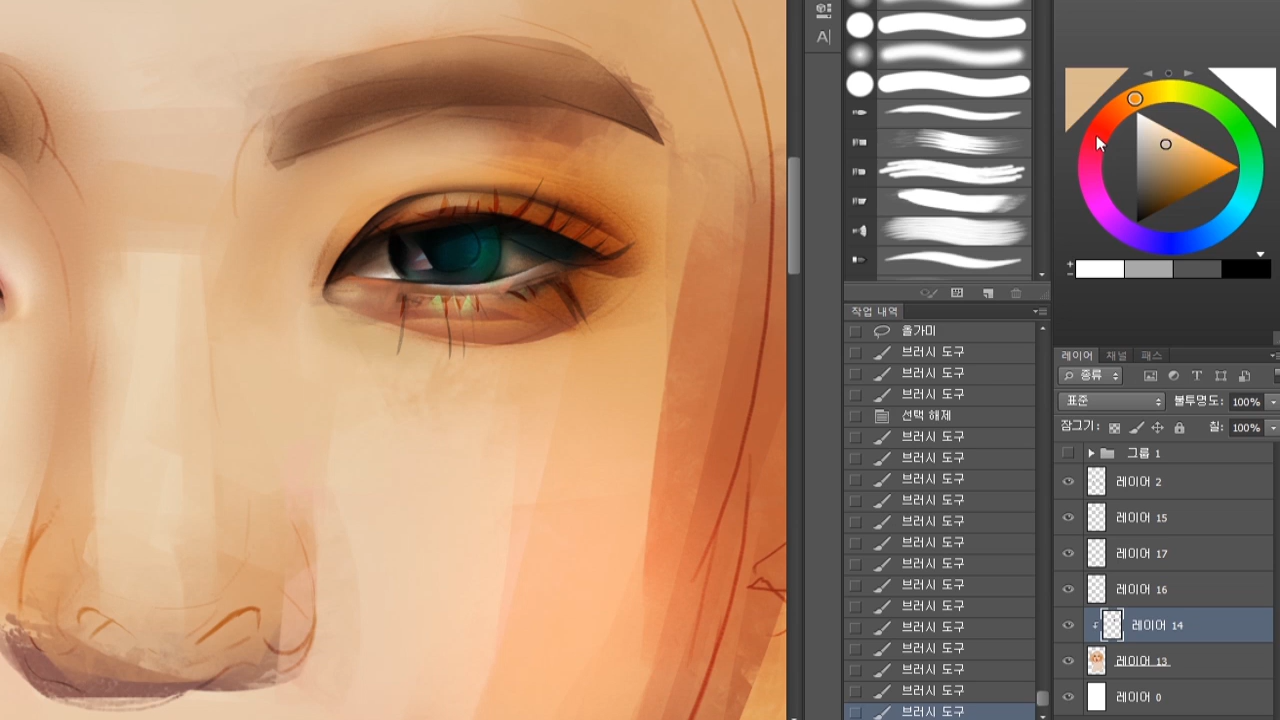 A|
작업 내역
올가미
브러시 도구
브러시 도구
브러시 도구
선택 해제
브러시 도구
브러시 도구
브러시 도구
브러시 도구
브러시 도구
브러시 도구
브러시 도구
브러시 도구
브러시 도구
브러시 도구
브러시 도구
브러시 도구
브러시 도구
브러시 도구
레이어 채널 패스
종류
표준 불투명도: 100%
잠그기: 칠: 100%
그룹 1
레이어 2
레이어 15
레이어 17
레이어 16
레이어 14
레이어 13
레이어 0